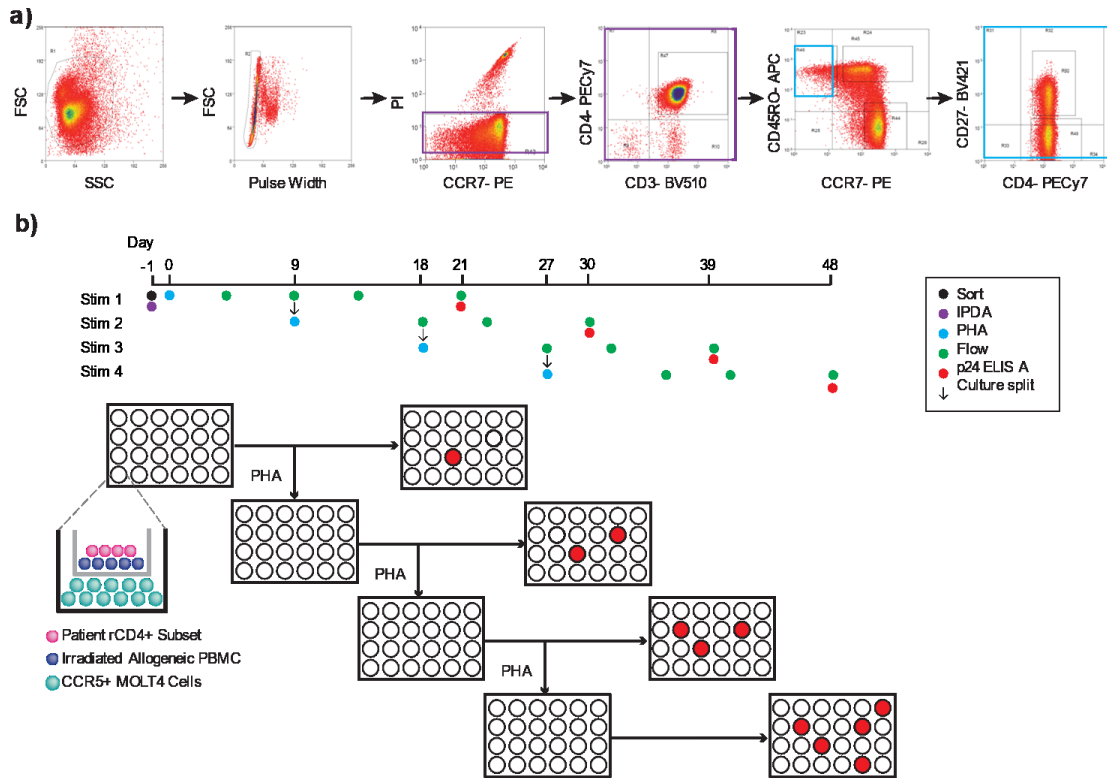 a)
FSC
SSC
FSC
Pulse Width
PI
CCR7- PE
CD4- PECy7
CD3- BV510
CD45RO- APC
CCR7- PE
CD27- BV421
CD4- PECy7
b)
Day
-1 0 9 18 21 27 30 39 48
Stim 1
Stim 2
Stim 3
Stim 4
Sort
IPDA
PHA
Flow
p24 ELIS A
Culture split
PHA
PHA
PHA
Patient rCD4+ Subset
Irradiated Allogeneic PBMC
CCR5+ MOLT4 Cells